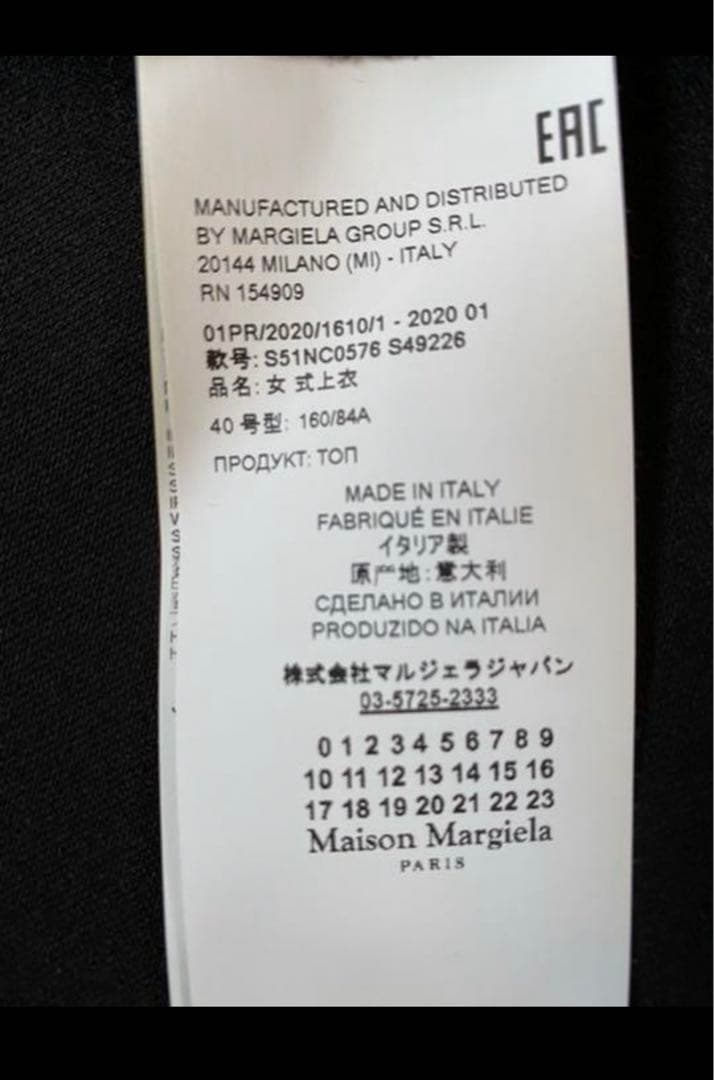 EAC
MANUFACTURED AND DISTRIBUTED
BY MARGIELA GROUP S.R.L.
20144 MILANO (MI) - ITALY
RN 154909
01PR/2020/1610/1 - 2020 01
款号: S51NC0576 S49226
品名: 女 式上衣
40 号型: 160/84A
ПРОДУКТ: ТОП
MADE IN ITALY
FABRIQUÉ EN ITALIE
イタリア製
原产地: 意大利
СДЕЛАНО В ИТАЛИИ
PRODUZIDO NA ITALIA
株式会社マルジェラジャパン
03-5725-2333
0 1 2 3 4 5 6 7 8 9
10 11 12 13 14 15 16
17 18 19 20 21 22 23
Maison Margiela
PARIS